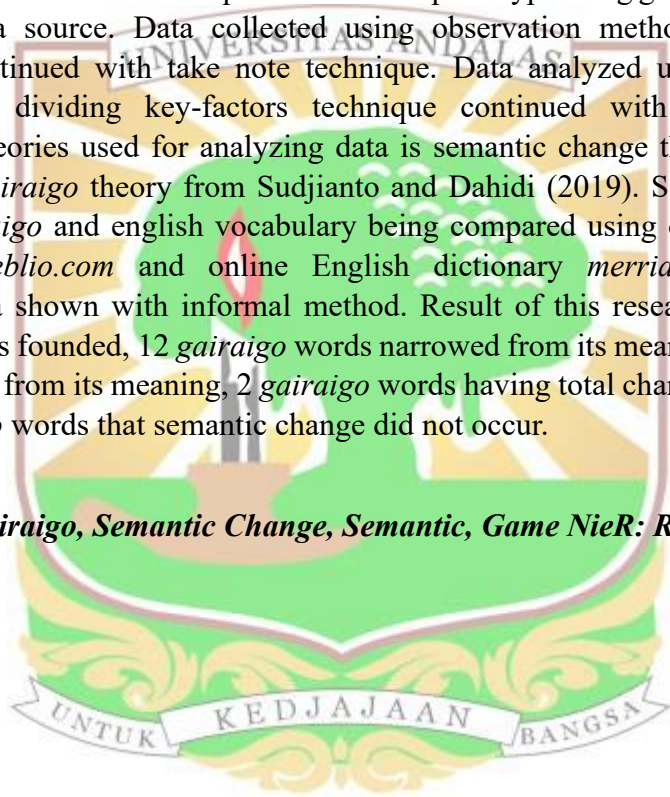 a source. Data collected using observation metho
UNIVERSITAS ANDALAS
tinued with take note technique. Data analyzed u
dividing key-factors technique continued with
eories used for analyzing data is semantic change t
iraigo theory from Sudjianto and Dahidi (2019). S
igo and english vocabulary being compared using
eblio.com and online English dictionary merria
a shown with informal method. Result of this resea
s founded, 12 gairaigo words narrowed from its mean
from its meaning, 2 gairaigo words having total chan
words that semantic change did not occur.
iraigo, Semantic Change, Semantic, Game NieR: R
UNTUK KEDJAJAAN BANGSA